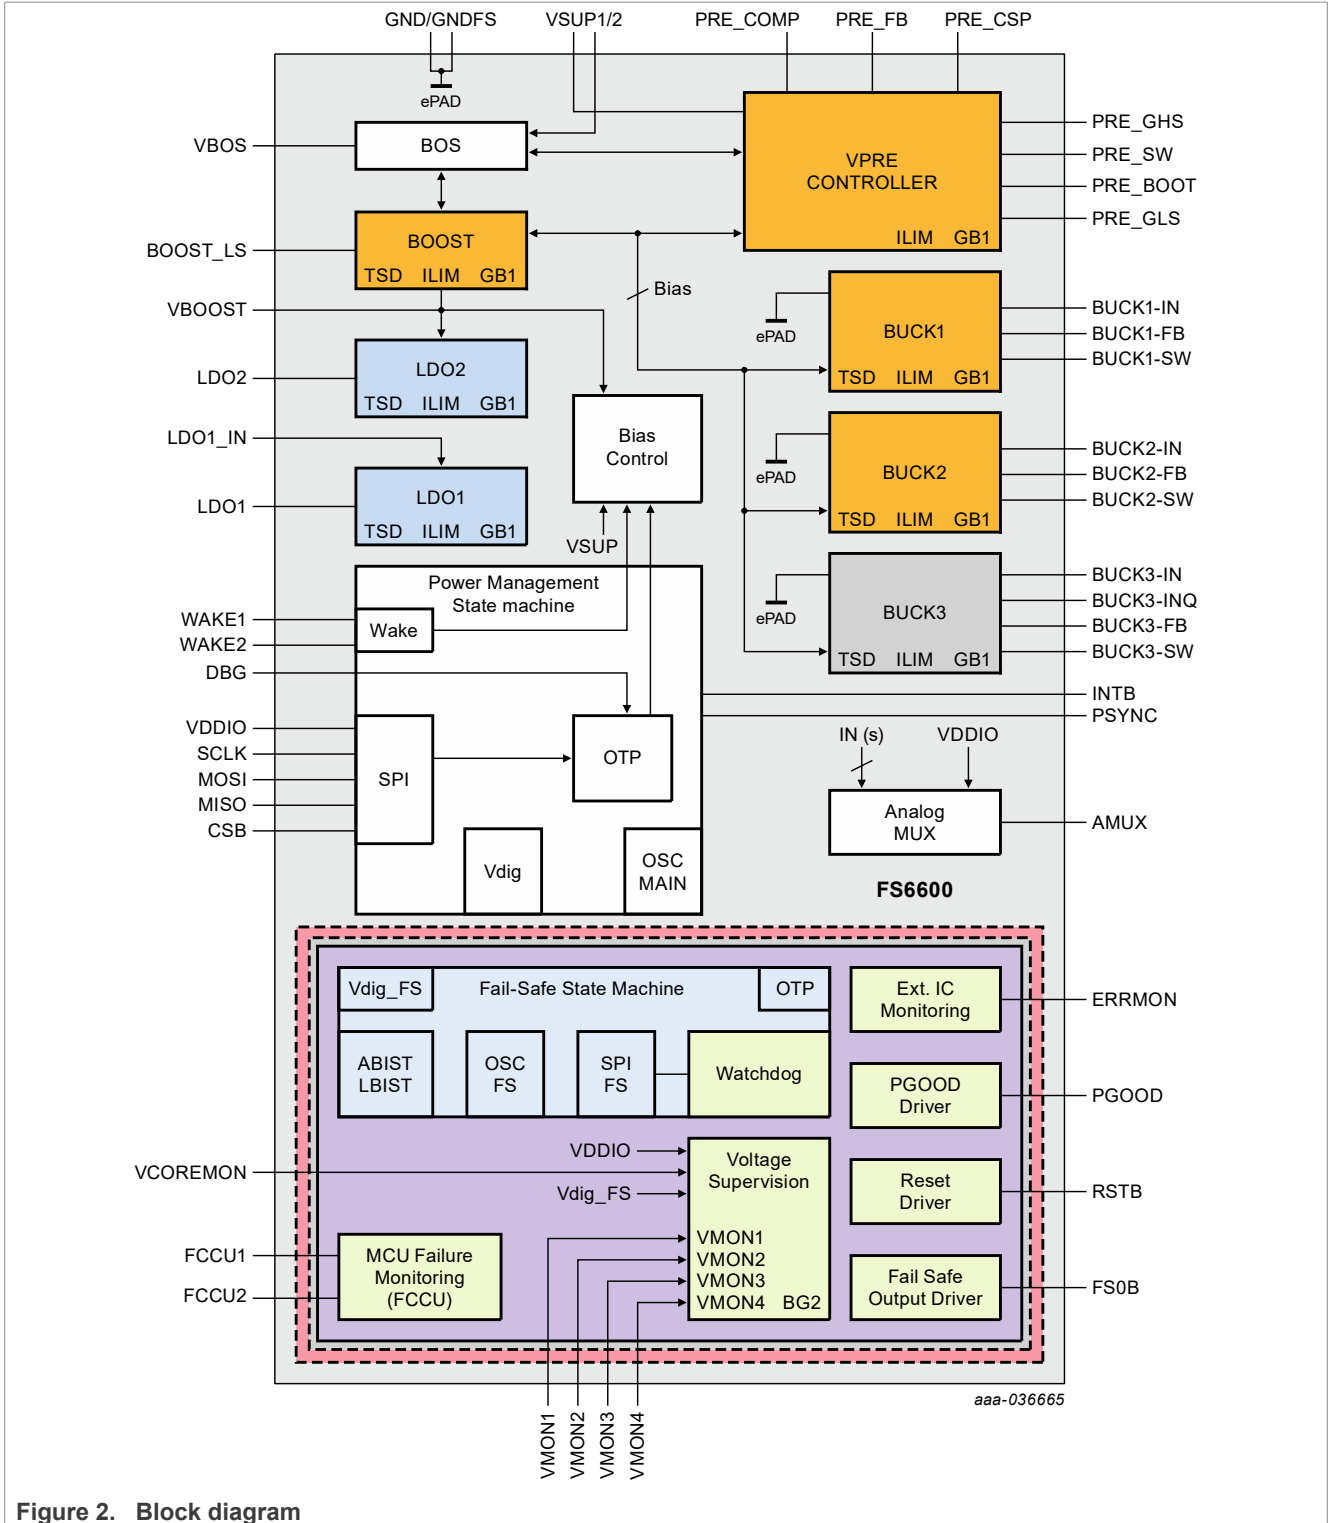 GND/GNDFS
VSUP1/2
PRE_COMP
PRE_FB
PRE_CSP
ePAD
VBOS
BOS
VPRE
CONTROLLER
ILIM GB1
PRE_GHS
PRE_SW
PRE_BOOT
PRE_GLS
BOOST_LS
BOOST
TSD ILIM GB1
Bias
VBOOST
ePAD
BUCK1
TSD ILIM GB1
BUCK1-IN
BUCK1-FB
BUCK1-SW
LDO2
LDO2
TSD ILIM GB1
Bias
Control
LDO1_IN
ePAD
BUCK2
TSD ILIM GB1
BUCK2-IN
BUCK2-FB
BUCK2-SW
LDO1
LDO1
TSD ILIM GB1
VSUP
ePAD
BUCK3
TSD ILIM GB1
BUCK3-IN
BUCK3-INQ
BUCK3-FB
BUCK3-SW
Power Management
State machine
WAKE1
WAKE2
Wake
DBG
INTB
PSYNC
VDDIO
SCLK
MOSI
MISO
CSB
SPI
OTP
IN (s)
VDDIO
Analog
MUX
AMUX
Vdig
OSC
MAIN
FS6600
Vdig_FS
Fail-Safe State Machine
OTP
Ext. IC
Monitoring
ERRMON
ABIST
LBIST
OSC
FS
SPI
FS
Watchdog
PGOOD
Driver
PGOOD
VDDIO
VCOREMON
Vdig_FS
Voltage
Supervision
VMON1
VMON2
VMON3
VMON4 BG2
Reset
Driver
RSTB
FCCU1
FCCU2
MCU Failure
Monitoring
(FCCU)
Fail Safe
Output Driver
FS0B
VMON1
VMON2
VMON3
VMON4
aaa-036665
Figure 2. Block diagram